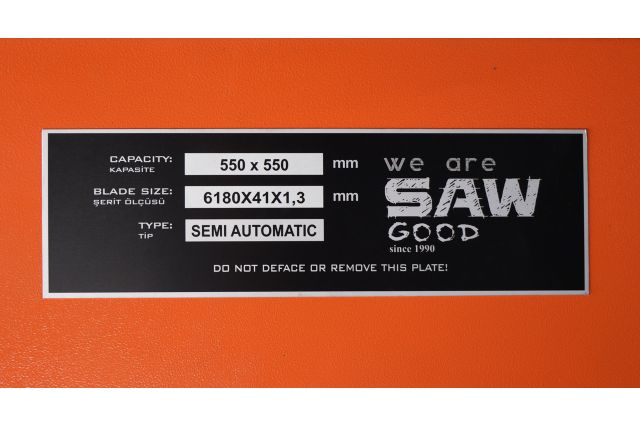 CAPACITY: 550 x 550 mm
KAPASİTE
BLADE SIZE: 6180X41X1,3 mm
ŞERİT ÖLÇÜSÜ
TYPE: SEMI AUTOMATIC
TİP
we are
SAW
GOOD
since 1990
DO NOT DEFACE OR REMOVE THIS PLATE!